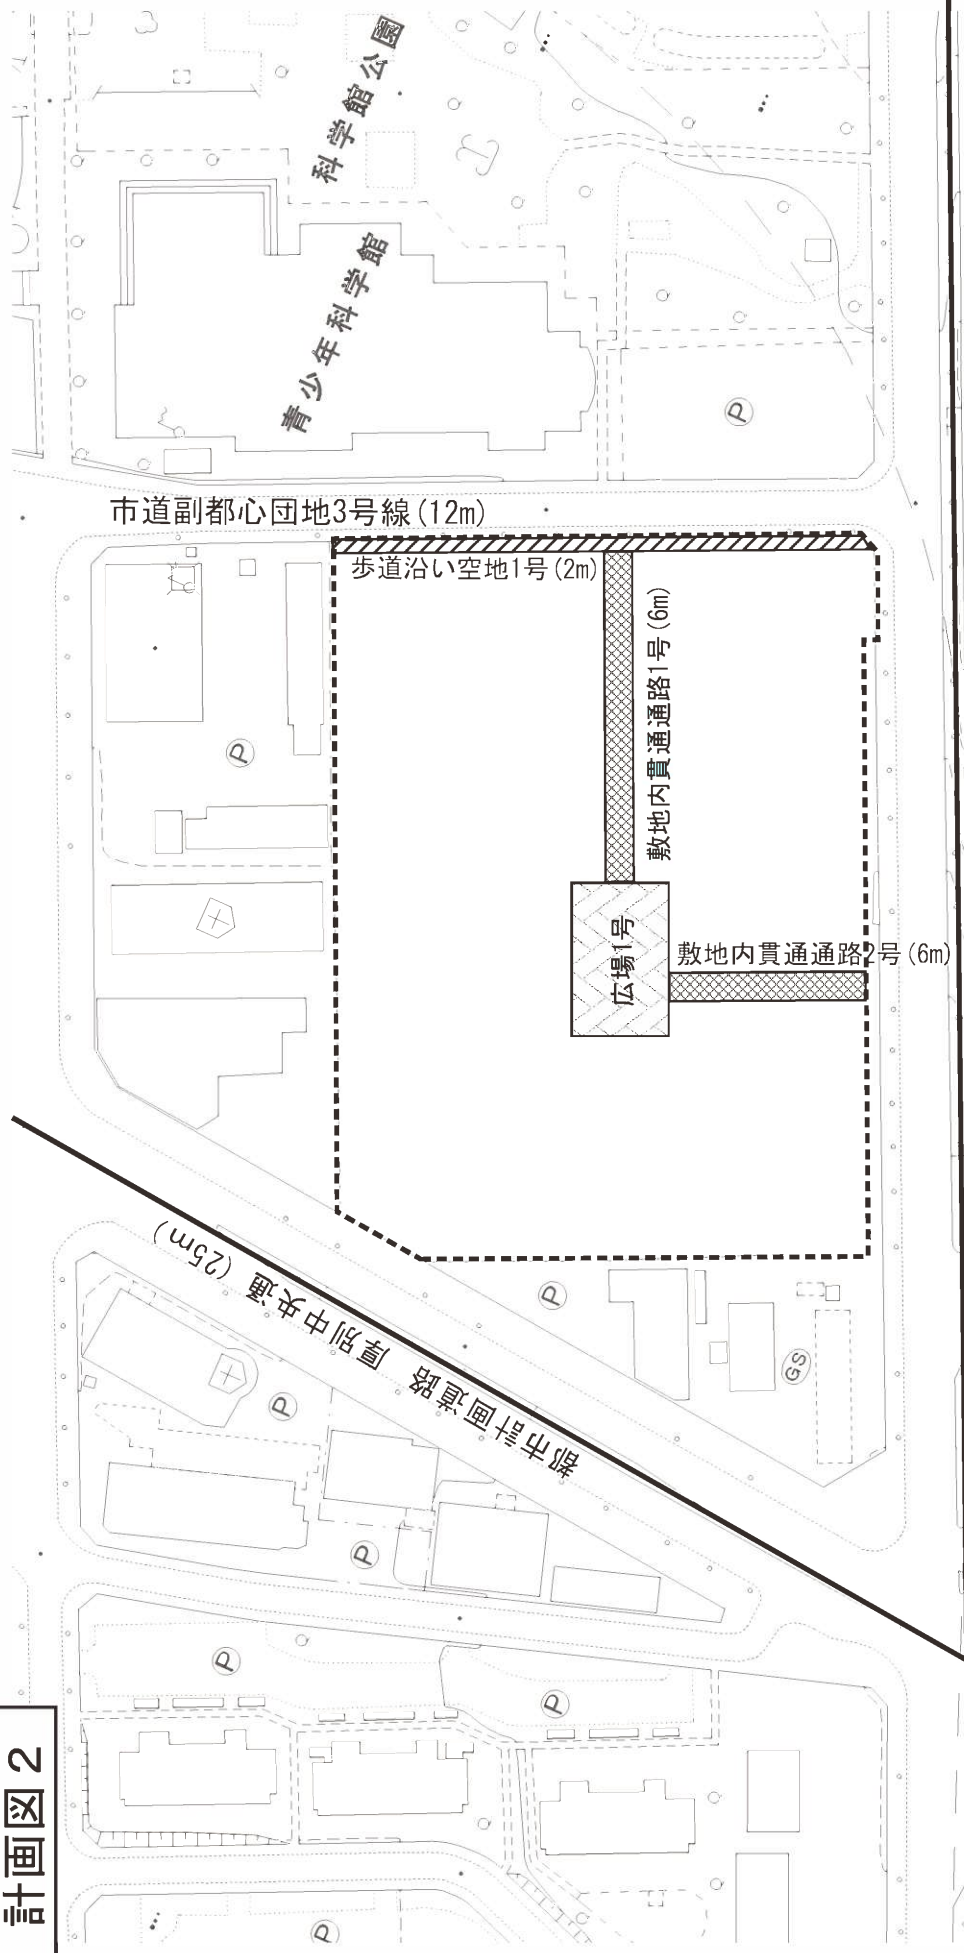 科学館公園
青少年科学館
P
市道副都心団地3号線(12m)
歩道沿い空地1号(2m)
敷地内貫通通路1号(6m)
P
広場1号
敷地内貫通通路2号(6m)
都市計画道路 厚別中央通(25m)
P
GS
P
P
P
P
P
計画図2